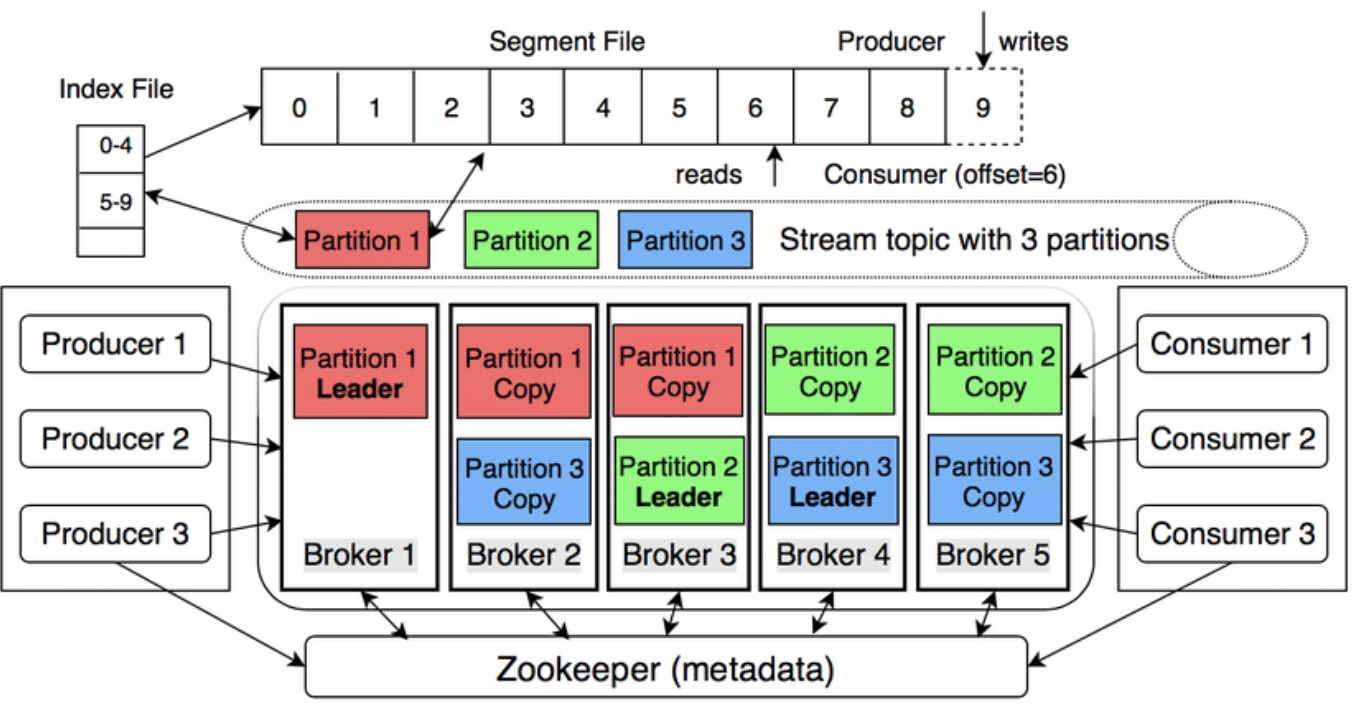 Segment File
Producer
writes
Index File
0 1 2 3 4 5 6 7 8 9
0-4
5-9
reads
Consumer (offset=6)
Partition 1
Partition 2
Partition 3
Stream topic with 3 partitions
Producer 1
Producer 2
Producer 3
Partition 1
Leader
Broker 1
Partition 1
Copy
Partition 3
Copy
Broker 2
Partition 1
Copy
Partition 2
Leader
Broker 3
Partition 2
Copy
Partition 3
Leader
Broker 4
Partition 2
Copy
Partition 3
Copy
Broker 5
Consumer 1
Consumer 2
Consumer 3
Zookeeper (metadata)